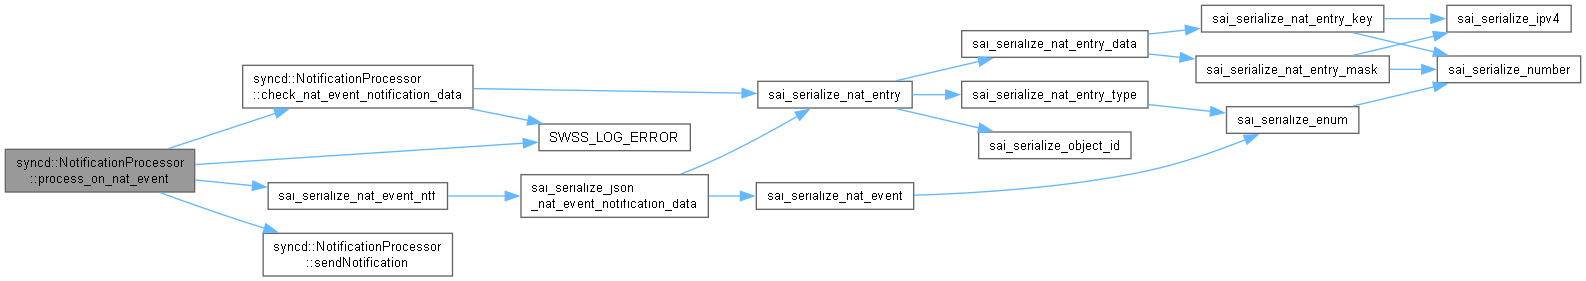 syncd::NotificationProcessor
::process_on_nat_event
syncd::NotificationProcessor
::check_nat_event_notification_data
SWSS_LOG_ERROR
sai_serialize_nat_event_ntf
syncd::NotificationProcessor
::sendNotification
sai_serialize_json
_nat_event_notification_data
sai_serialize_nat_entry
sai_serialize_nat_event
sai_serialize_nat_entry_data
sai_serialize_nat_entry_type
sai_serialize_object_id
sai_serialize_nat_entry_key
sai_serialize_nat_entry_mask
sai_serialize_enum
sai_serialize_ipv4
sai_serialize_number